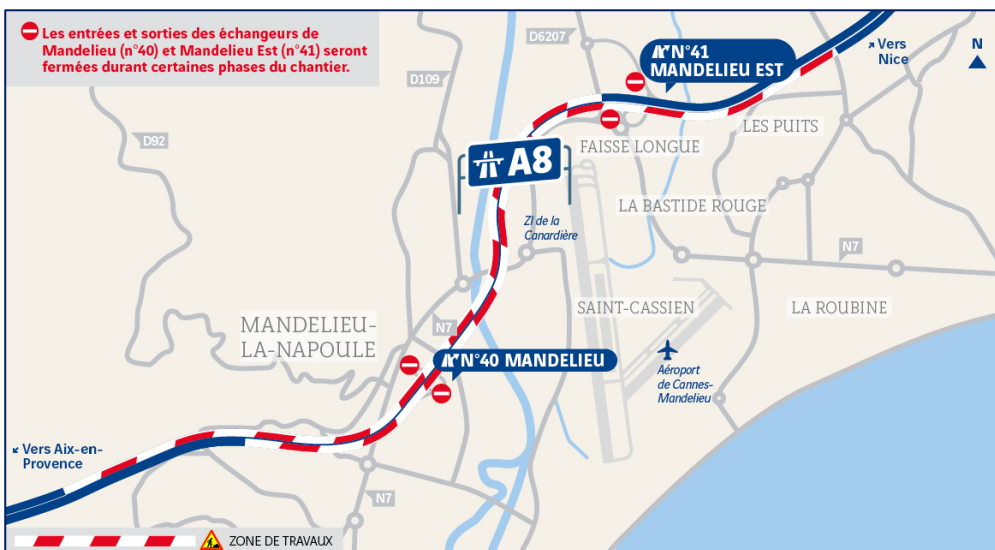 Les entrées et sorties des échangeurs de
Mandelieu (n°40) et Mandelieu Est (n°41) seront
fermées durant certaines phases du chantier.
D6207
N°41
MANDELIEU EST
Vers
Nice
N
D109
D92
LES PUITS
FAISSE LONGUE
A8
LA BASTIDE ROUGE
ZI de la
Canardière
N7
SAINT-CASSIEN
LA ROUBINE
MANDELIEU-
LA-NAPOULE
N7
N°40 MANDELIEU
Aéroport
de Cannes-
Mandelieu
Vers Aix-en-
Provence
N7
ZONE DE TRAVAUX